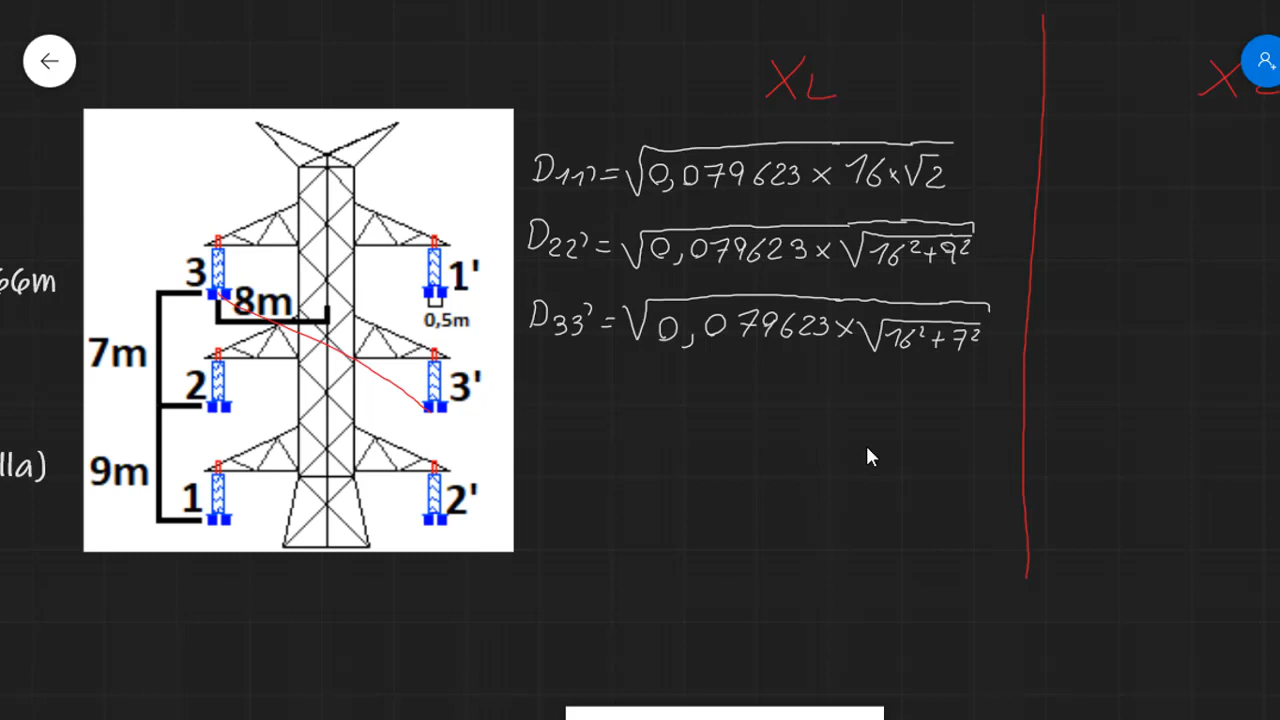 XL
X
D11' = √0,079623 × 16×√2
D22' = √0,079623 × √16²+9²
D33' = √0,079623 × √16²+7²
66m
lla)
3
1'
8m
0,5m
7m
2
3'
9m
1
2'